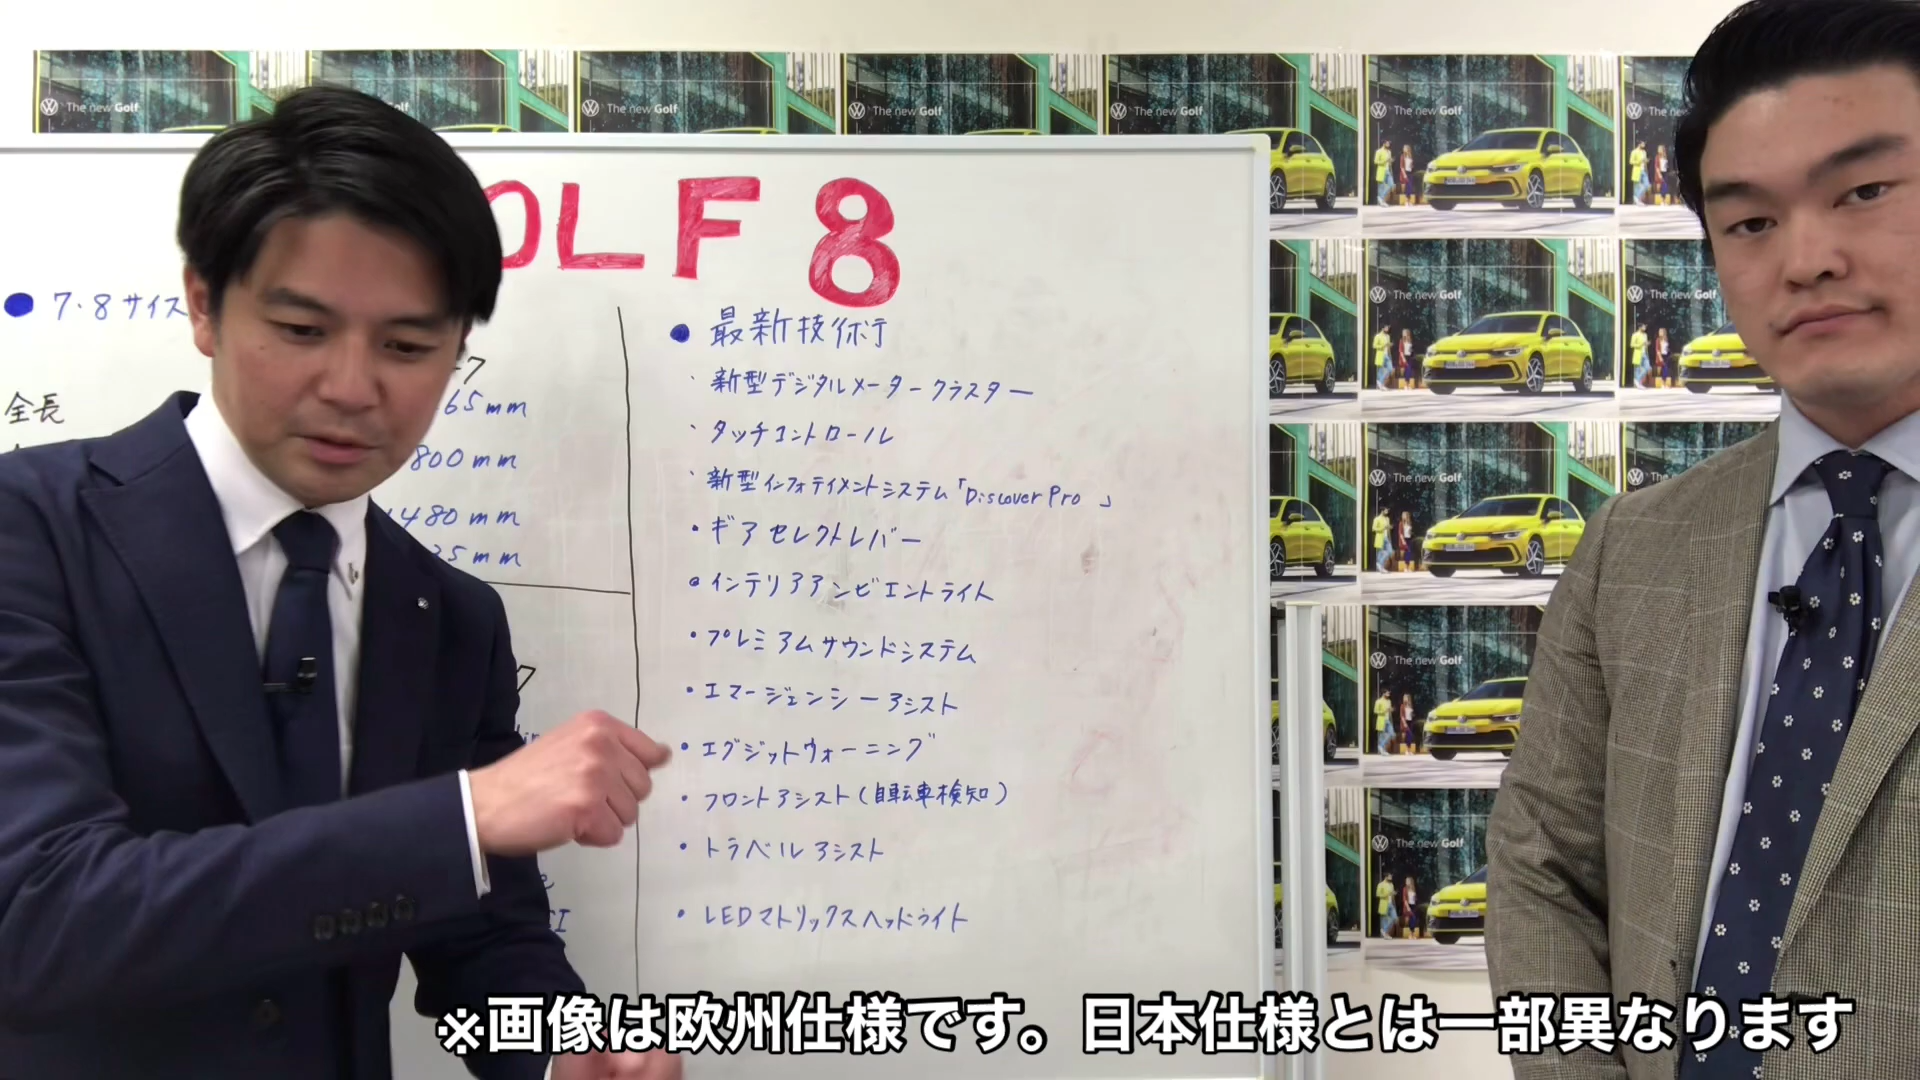 The new Golf
The new Golf
The new Golf
The new Golf
The new Golf
OLF 8
● 7・8 サイズ
全長
65mm
800mm
480mm
35mm
● 最新技術
・新型デジタルメータークラスター
・タッチコントロール
・新型インフォテイメントシステム「Discover Pro 」
・ギアセレクトレバー
・インテリアアンビエントライト
・プレミアムサウンドシステム
・エマージェンシーアシスト
・エグジットウォーニング
・フロントアシスト(自転車検知)
・トラベルアシスト
・LEDマトリックスヘッドライト
The new Golf
The new Golf
The new Golf
The new Golf
The new Golf
The new Golf
※画像は欧州仕様です。日本仕様とは一部異なります